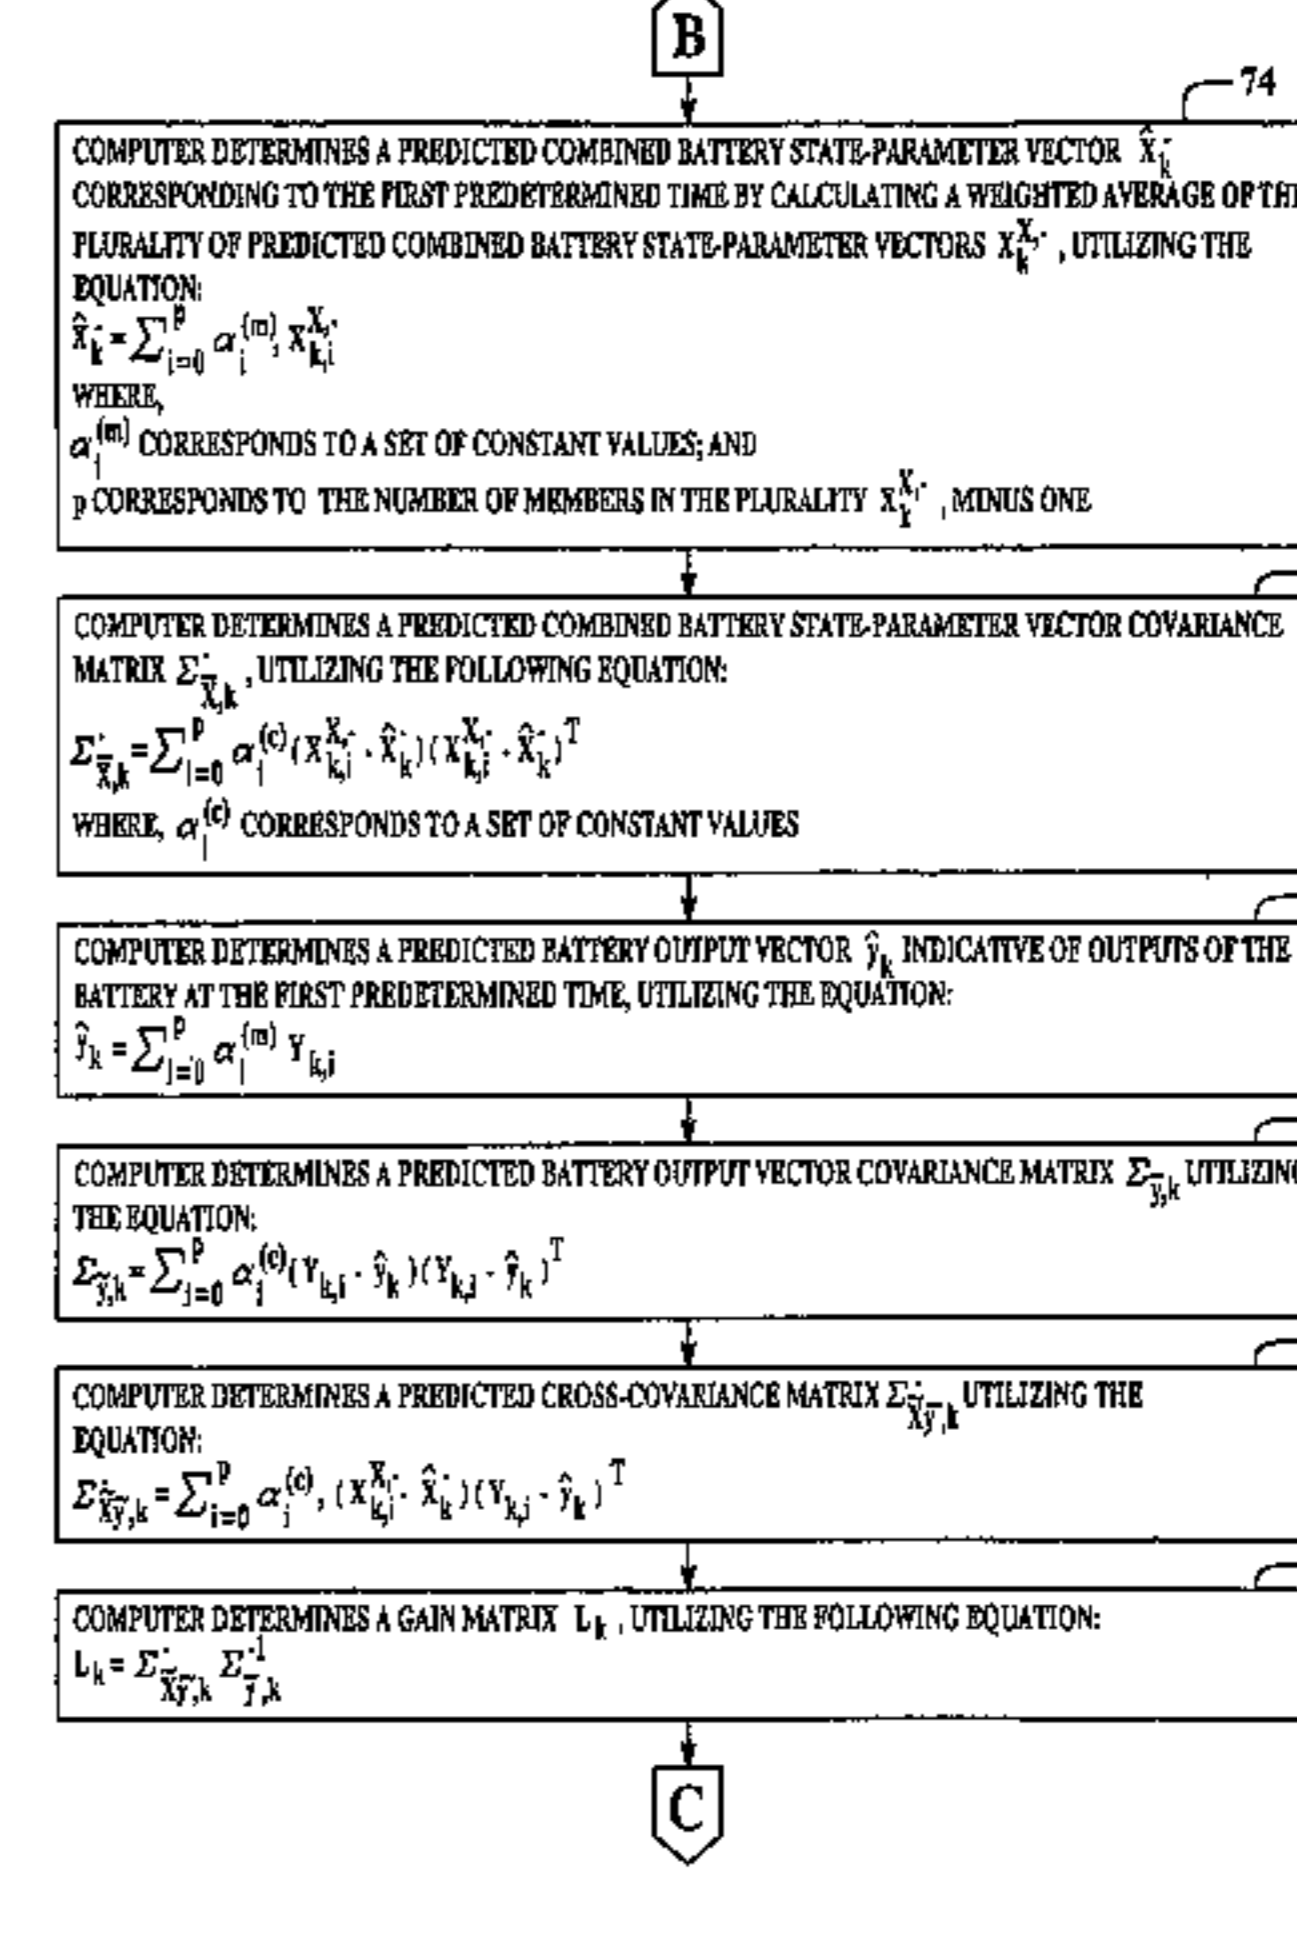 B
74
COMPUTER DETERMINES A PREDICTED COMBINED BATTERY STATE-PARAMETER VECTOR X̂k-
CORRESPONDING TO THE FIRST PREDETERMINED TIME BY CALCULATING A WEIGHTED AVERAGE OF THE
PLURALITY OF PREDICTED COMBINED BATTERY STATE-PARAMETER VECTORS Xk^X,- , UTILIZING THE
EQUATION:
X̂k- = ∑i=0^p αi^(m), Xk,i^X,-
WHERE,
αi^(m) CORRESPONDS TO A SET OF CONSTANT VALUES; AND
p CORRESPONDS TO THE NUMBER OF MEMBERS IN THE PLURALITY Xk^X,- , MINUS ONE
COMPUTER DETERMINES A PREDICTED COMBINED BATTERY STATE-PARAMETER VECTOR COVARIANCE
MATRIX Σ-X̃,k , UTILIZING THE FOLLOWING EQUATION:
Σ-X̃,k = ∑i=0^p αi^(c) (Xk,i^X,- - X̂k-) (Xk,i^X,- - X̂k-)^T
WHERE, αi^(c) CORRESPONDS TO A SET OF CONSTANT VALUES
COMPUTER DETERMINES A PREDICTED BATTERY OUTPUT VECTOR ŷk INDICATIVE OF OUTPUTS OF THE
BATTERY AT THE FIRST PREDETERMINED TIME, UTILIZING THE EQUATION:
ŷk = ∑i=0^p αi^(m) Yk,i
COMPUTER DETERMINES A PREDICTED BATTERY OUTPUT VECTOR COVARIANCE MATRIX Σỹ,k UTILIZING
THE EQUATION:
Σỹ,k = ∑i=0^p αi^(c) (Yk,i - ŷk) (Yk,i - ŷk)^T
COMPUTER DETERMINES A PREDICTED CROSS-COVARIANCE MATRIX Σ-X̃ỹ,k UTILIZING THE
EQUATION:
Σ-X̃ỹ,k = ∑i=0^p αi^(c), (Xk,i^X,- - X̂k-) (Yk,i - ŷk)^T
COMPUTER DETERMINES A GAIN MATRIX Lk , UTILIZING THE FOLLOWING EQUATION:
Lk = Σ-X̃ỹ,k Σ^-1ỹ,k
C